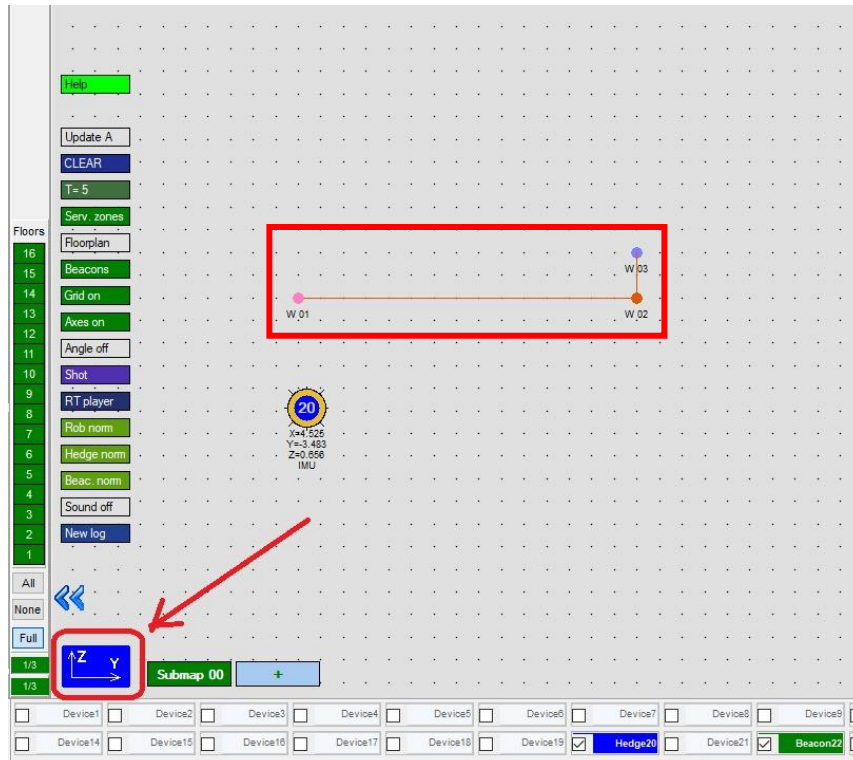 Help
Update A
CLEAR
T= 5
Serv. zones
Floorplan
Beacons
Grid on
Axes on
Angle off
Shot
RT player
Rob norm
Hedge norm
Beac. norm
Sound off
New log
Floors
16
15
14
13
12
11
10
9
8
7
6
5
4
3
2
1
All
None
Full
1/3
1/3
W 03
W 01
W 02
20
X=4.525
Y=-3.483
Z=0.656
IMU
Z
Y
Submap 00
+
Device1 Device2 Device3 Device4 Device5 Device6 Device7 Device8 Device9
Device14 Device15 Device16 Device17 Device18 Device19 Hedge20 Device21 Beacon22